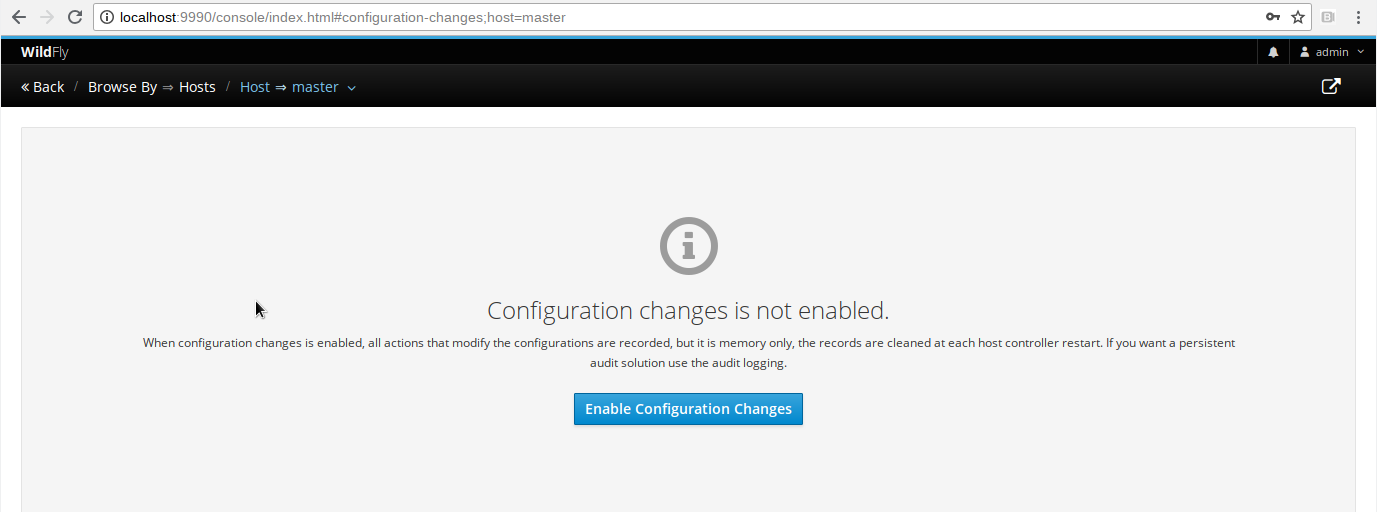 localhost:9990/console/index.html#configuration-changes;host=master
WildFly
admin
« Back / Browse By ⇒ Hosts / Host ⇒ master
Configuration changes is not enabled.
When configuration changes is enabled, all actions that modify the configurations are recorded, but it is memory only, the records are cleaned at each host controller restart. If you want a persistent
audit solution use the audit logging.
Enable Configuration Changes